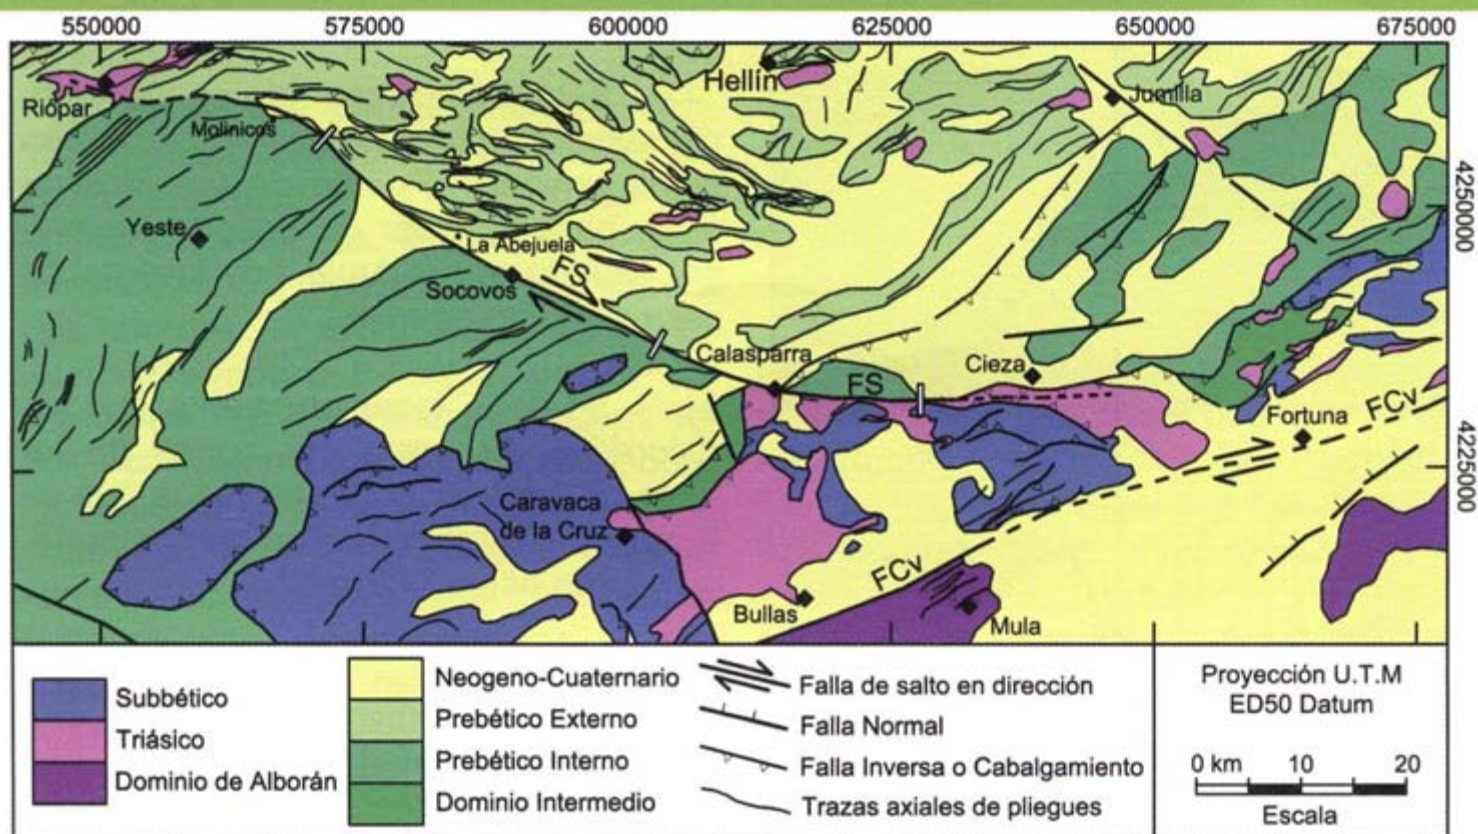 550000 575000 600000 625000 650000 675000
Riópar
Molinicos
Hellín
Jumilla
4250000
Yeste
La Abejuela
FS
Socovos
Calasparra
FS
Cieza
Fortuna
FCv
4225000
Caravaca
de la Cruz
FCv
Bullas
Mula
Subbético
Triásico
Dominio de Alborán
Neogeno-Cuaternario
Prebético Externo
Prebético Interno
Dominio Intermedio
Falla de salto en dirección
Falla Normal
Falla Inversa o Cabalgamiento
Trazas axiales de pliegues
Proyección U.T.M
ED50 Datum
0 km 10 20
Escala